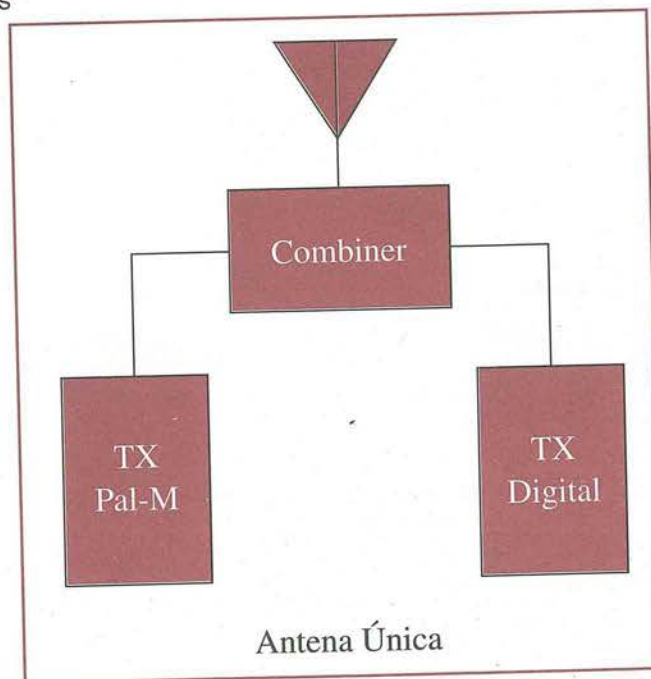 Combiner
TX
Pal-M
TX
Digital
Antena Única